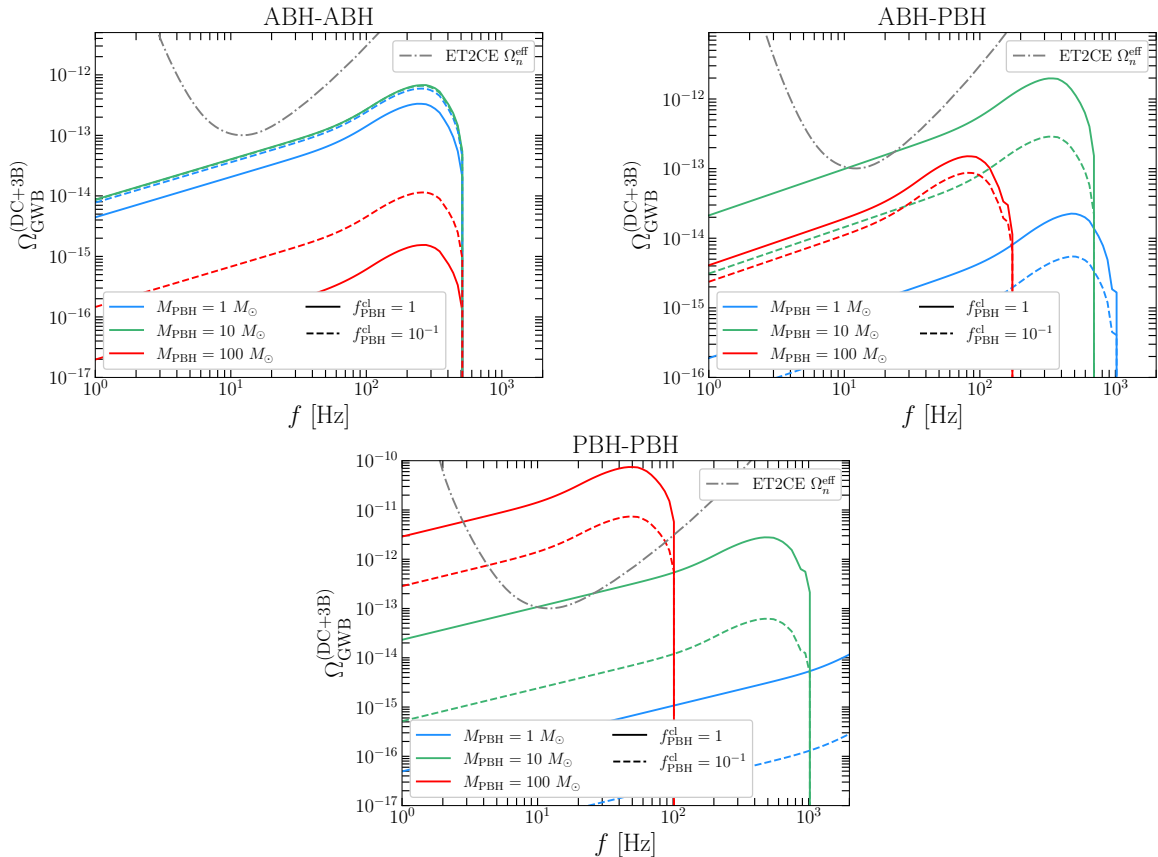 ABH-ABH
ET2CE Ω_n^eff
10^-12
10^-13
10^-14
10^-15
10^-16
10^-17
Ω_GWB^(DC+3B)
M_PBH = 1 M_⊙
M_PBH = 10 M_⊙
M_PBH = 100 M_⊙
f_PBH^cl = 1
f_PBH^cl = 10^-1
10^0 10^1 10^2 10^3
f [Hz]
ABH-PBH
ET2CE Ω_n^eff
10^-12
10^-13
10^-14
10^-15
10^-16
Ω_GWB^(DC+3B)
M_PBH = 1 M_⊙
M_PBH = 10 M_⊙
M_PBH = 100 M_⊙
f_PBH^cl = 1
f_PBH^cl = 10^-1
10^0 10^1 10^2 10^3
f [Hz]
PBH-PBH
ET2CE Ω_n^eff
10^-10
10^-11
10^-12
10^-13
10^-14
10^-15
10^-16
10^-17
Ω_GWB^(DC+3B)
M_PBH = 1 M_⊙
M_PBH = 10 M_⊙
M_PBH = 100 M_⊙
f_PBH^cl = 1
f_PBH^cl = 10^-1
10^0 10^1 10^2 10^3
f [Hz]